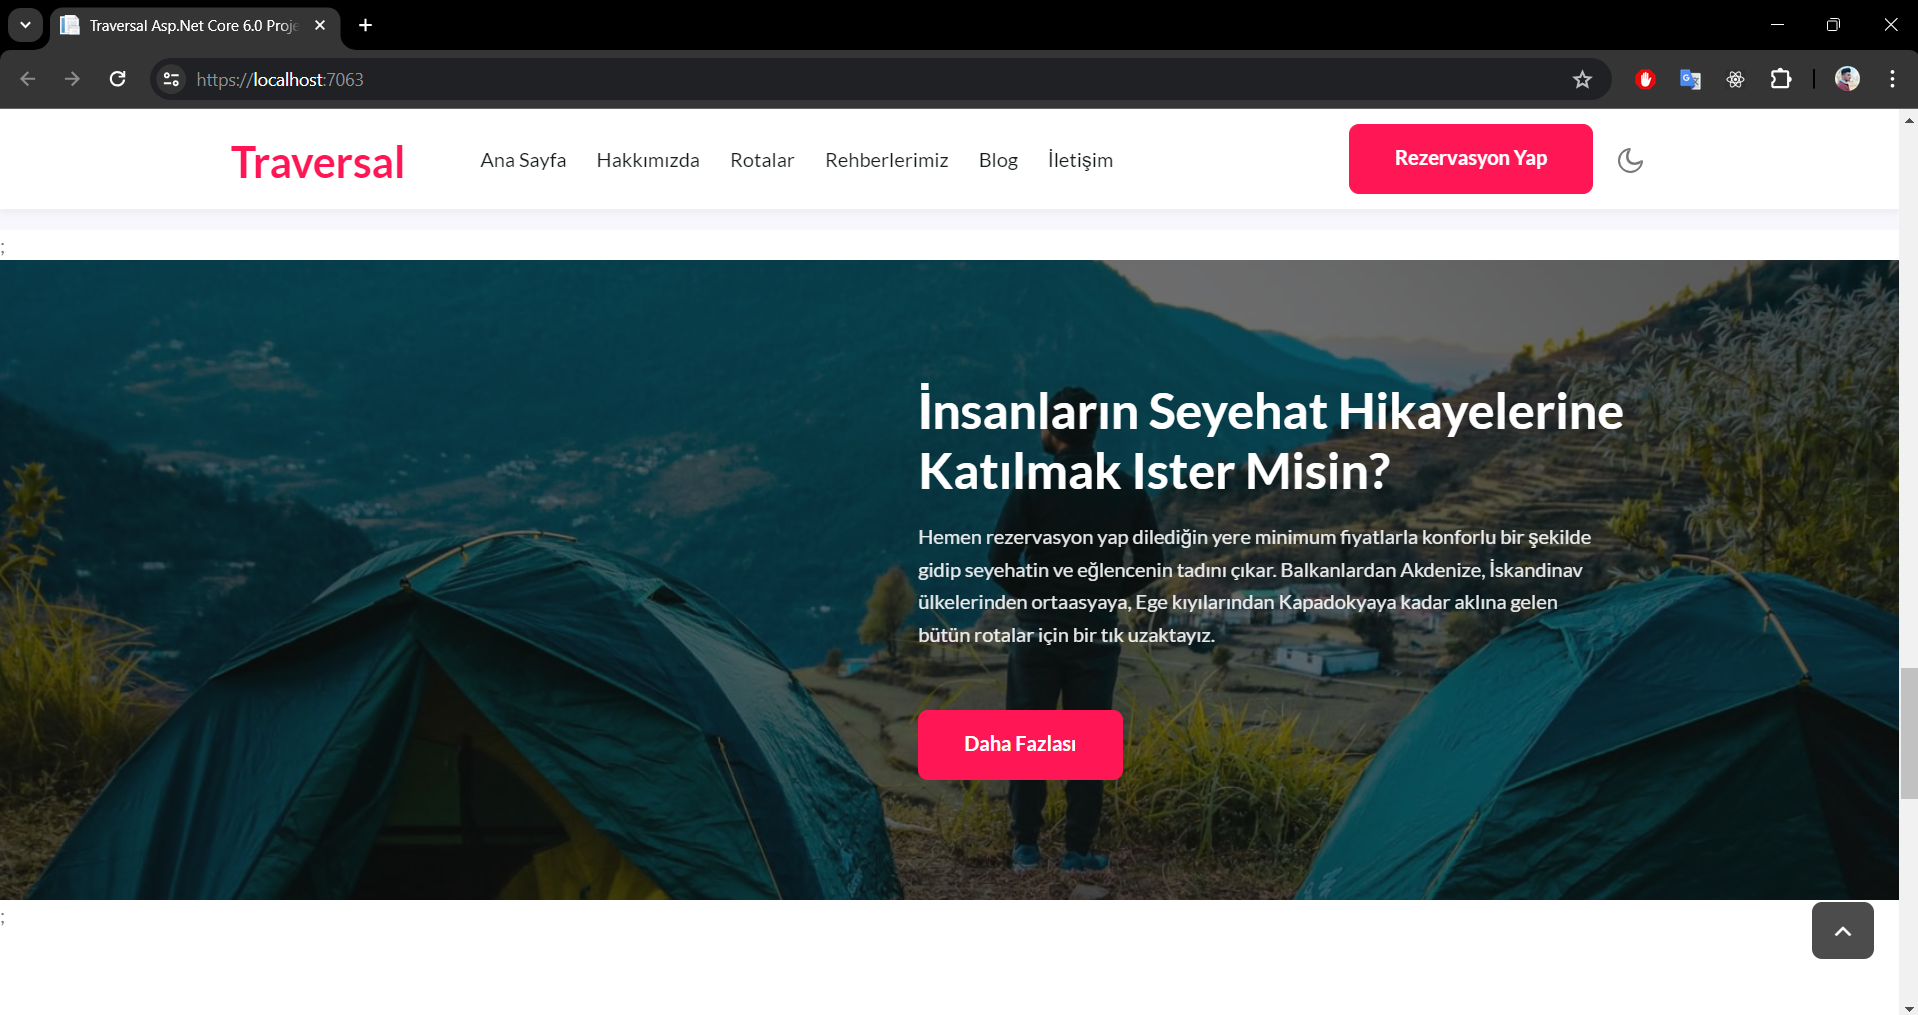 Traversal Asp.Net Core 6.0 Proje
https://localhost:7063
Traversal
Ana Sayfa Hakkımızda Rotalar Rehberlerimiz Blog İletişim
Rezervasyon Yap
;
İnsanların Seyehat Hikayelerine
Katılmak Ister Misin?
Hemen rezervasyon yap dilediğin yere minimum fiyatlarla konforlu bir şekilde
gidip seyehatin ve eğlencenin tadını çıkar. Balkanlardan Akdenize, İskandinav
ülkelerinden ortaasyaya, Ege kıyılarından Kapadokyaya kadar aklına gelen
bütün rotalar için bir tık uzaktayız.
Daha Fazlası
;